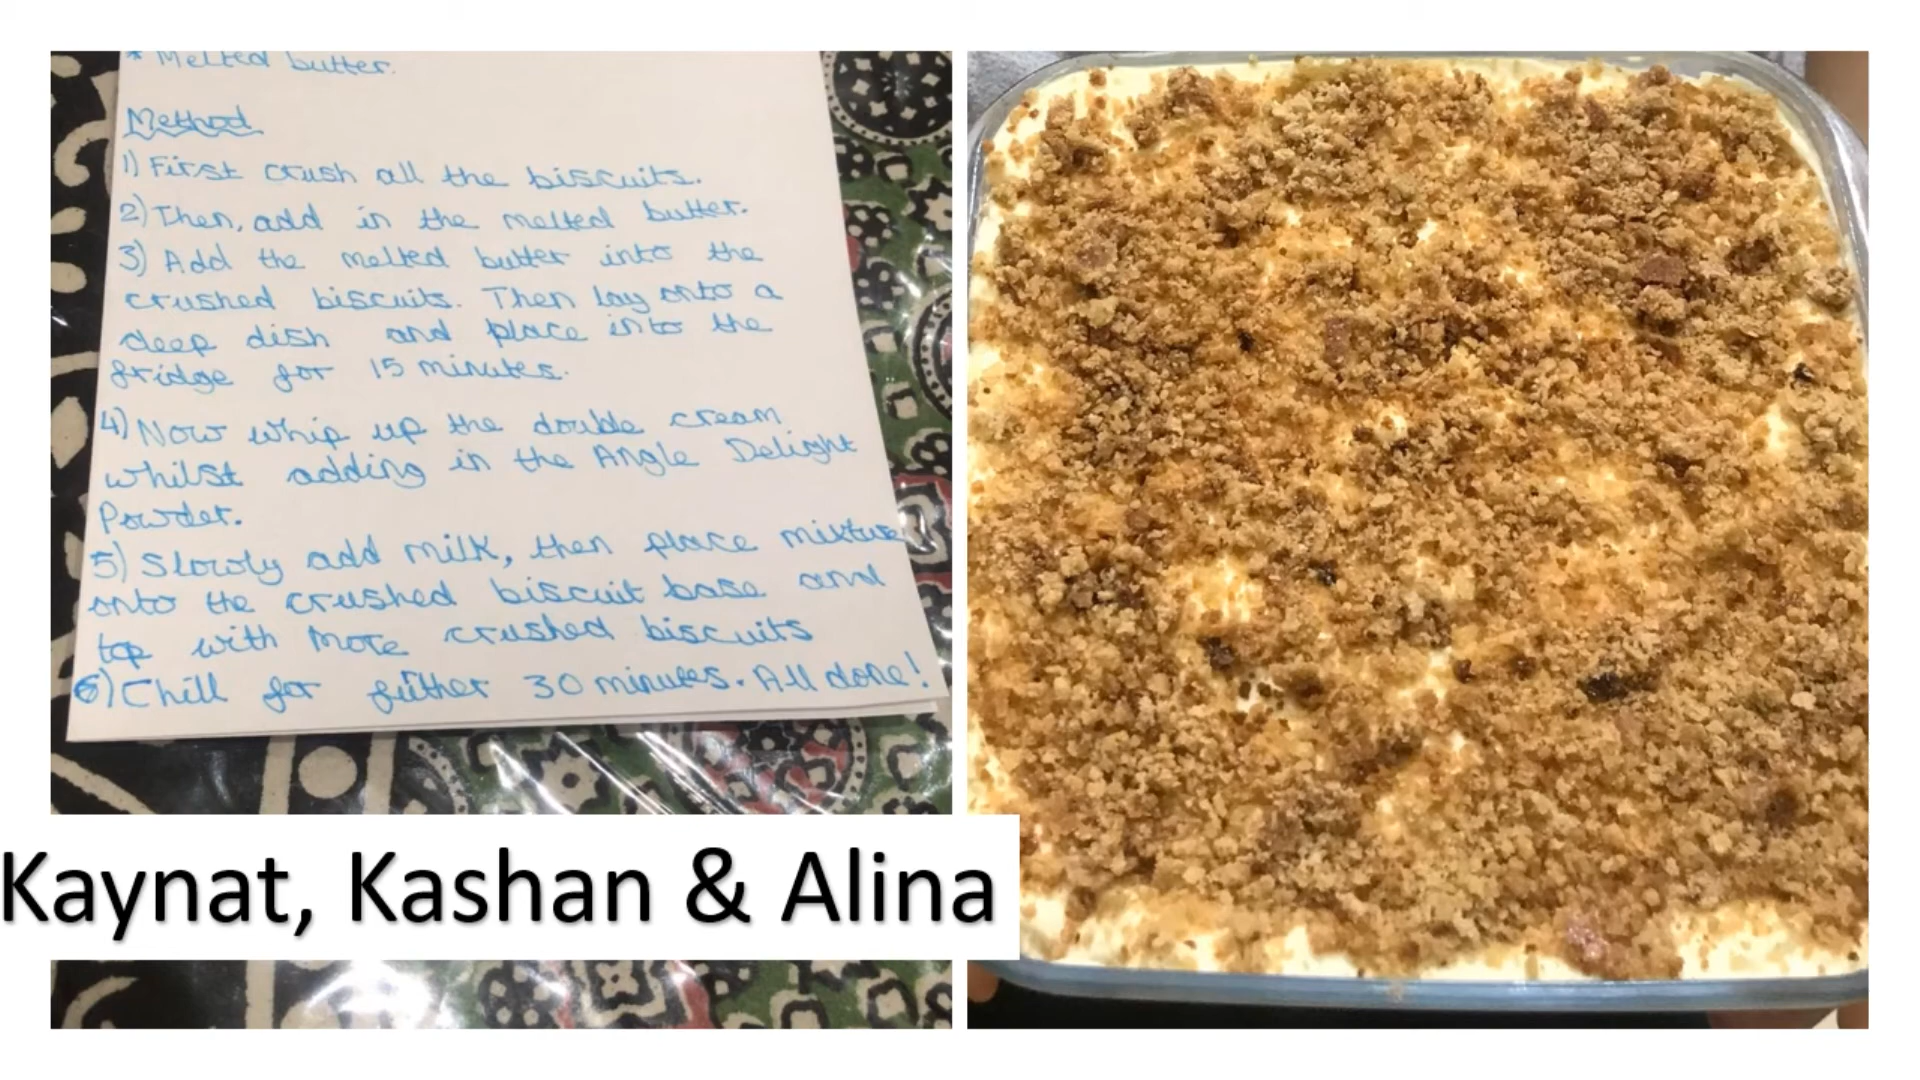 * Melted butter.
Method
1) First crush all the biscuits.
2) Then, add in the melted butter.
3) Add the melted butter into the
crushed biscuits. Then lay onto a
deep dish and place into the
fridge for 15 minutes.
4) Now whip up the double cream
whilst adding in the Angle Delight
Powder.
5) Slowly add milk, then place mixture
onto the crushed biscuit base and
top with more crushed biscuits
6) Chill for futher 30 minutes. All done!
Kaynat, Kashan & Alina